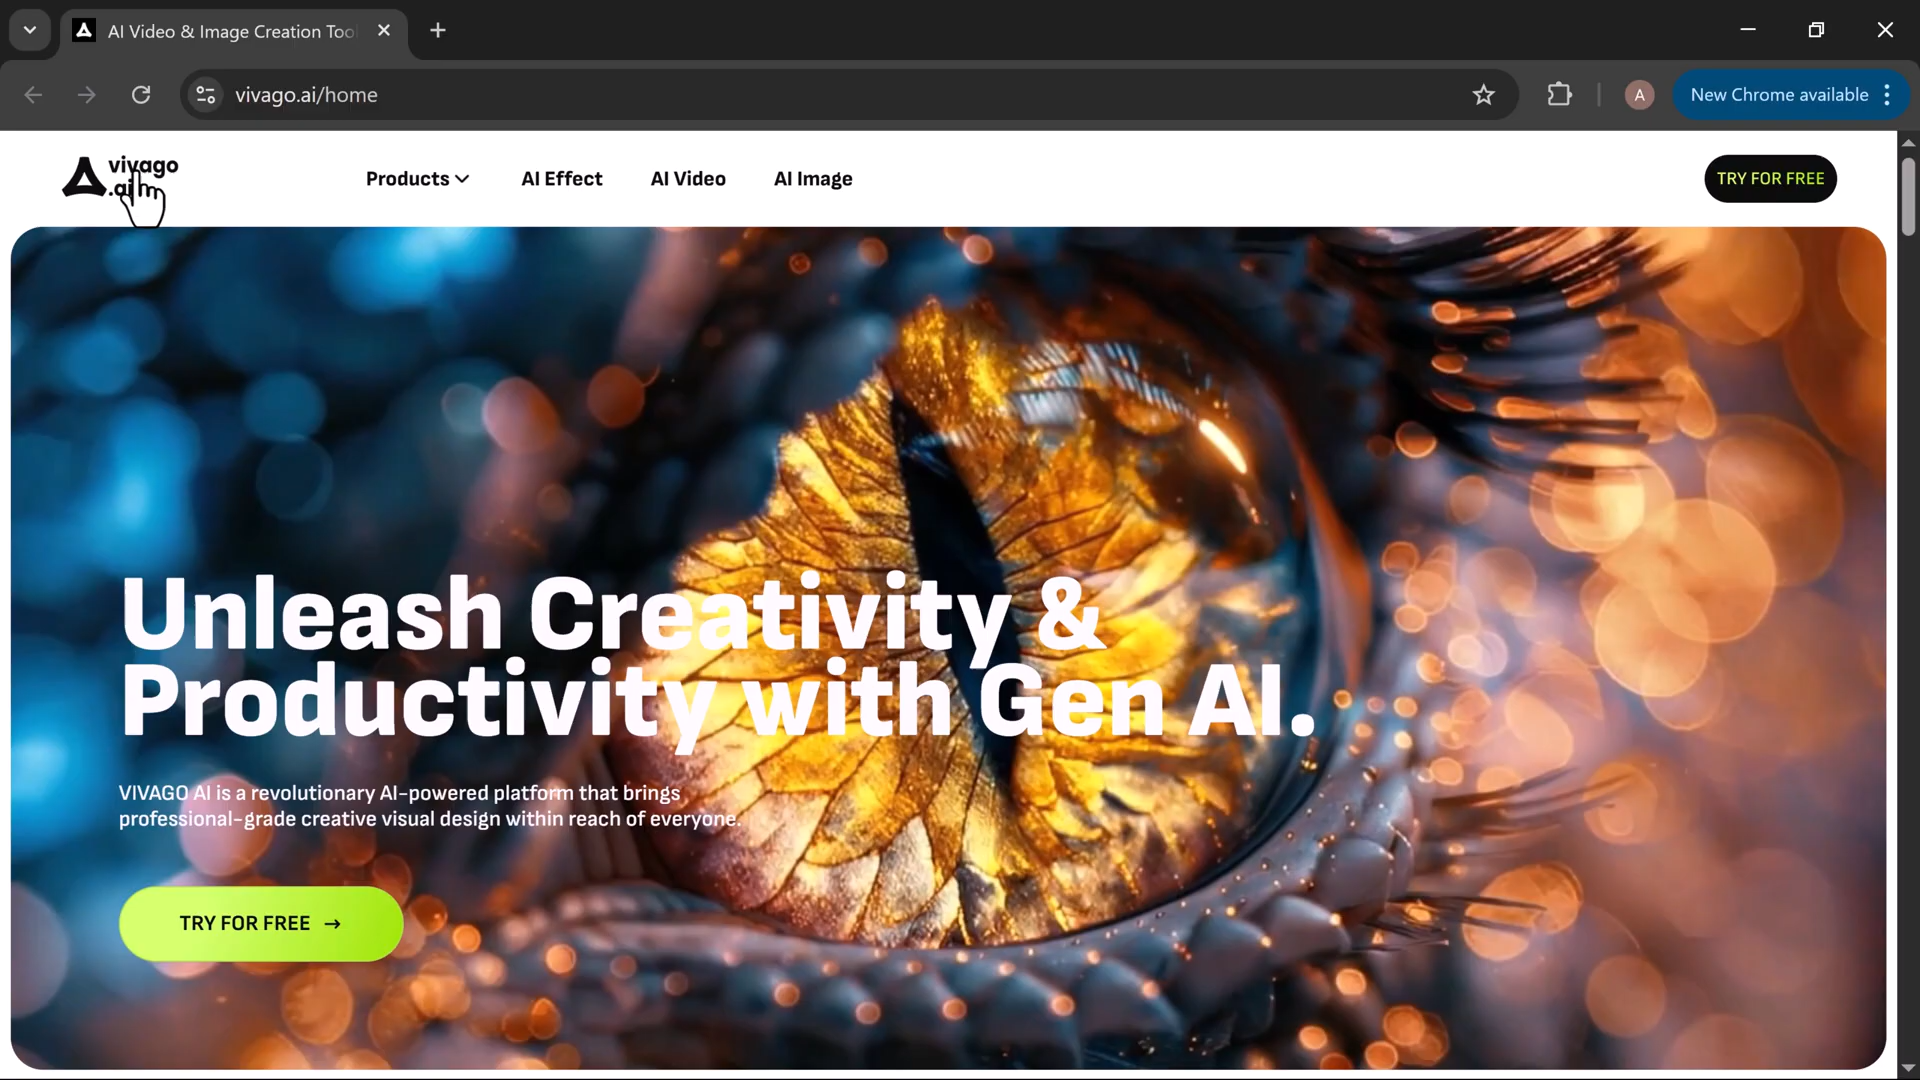 AI Video & Image Creation Tool
vivago.ai/home
A
New Chrome available
vivago
.ai
Products
AI Effect
AI Video
AI Image
TRY FOR FREE
Unleash Creativity &
Productivity with Gen AI.
VIVAGO AI is a revolutionary AI-powered platform that brings
professional-grade creative visual design within reach of everyone.
TRY FOR FREE →